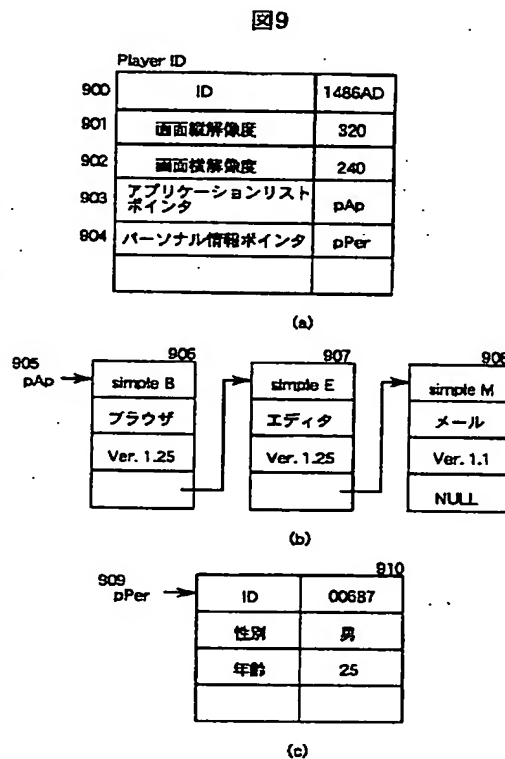 図9
Player ID
900 ID 1486AD
901 画面縦解像度 320
902 画面横解像度 240
903 アプリケーションリスト
ポインタ pAp
904 パーソナル情報ポインタ pPer
(a)
905
pAp
906
simple B
ブラウザ
Ver. 1.25
907
simple E
エディタ
Ver. 1.25
908
simple M
メール
Ver. 1.1
NULL
(b)
909
pPer
910
ID 00687
性別 男
年齢 25
(c)